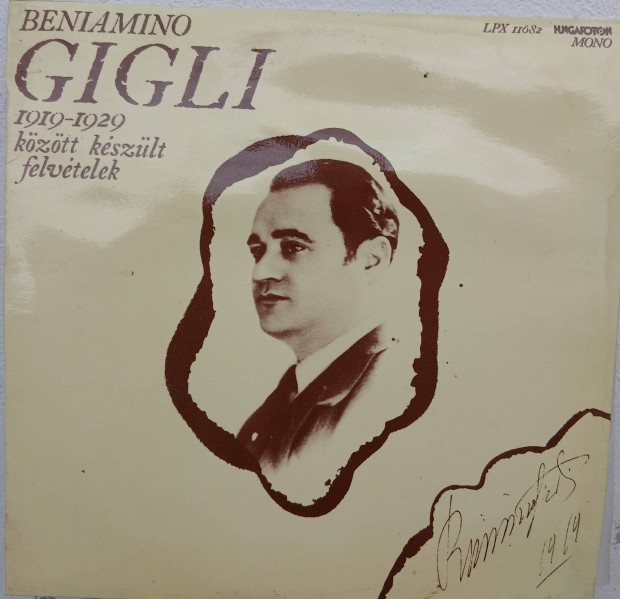 BENIAMINO
GIGLI
1919-1929
között készült
felvételek
LPX 11682 HUNGAROTON
MONO
1919